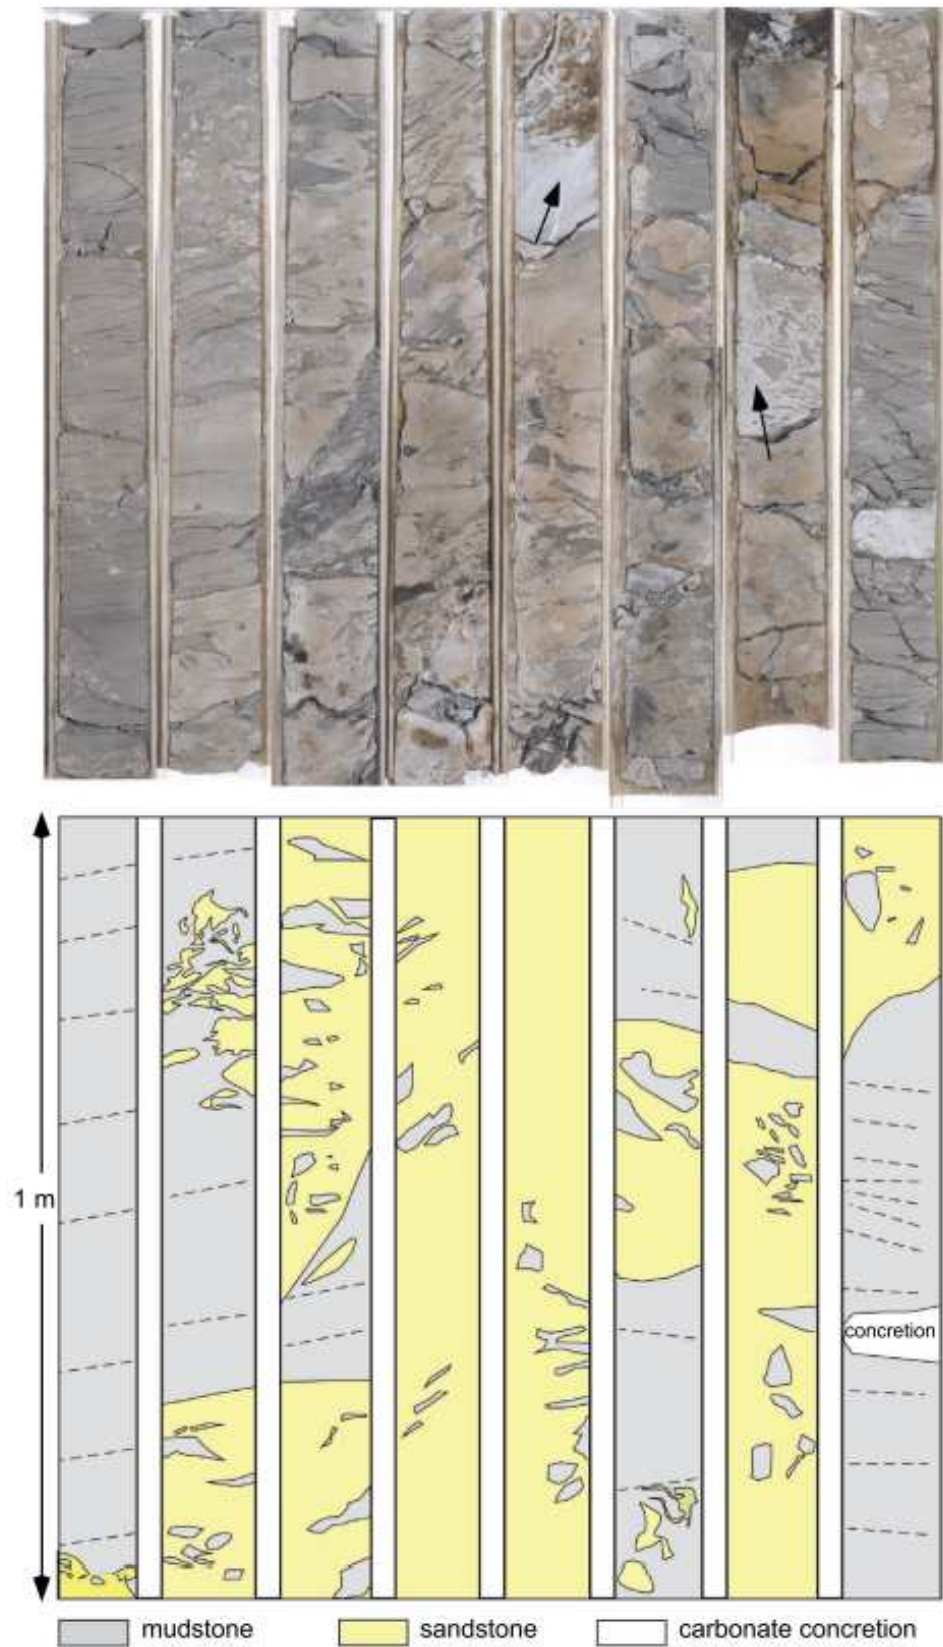 1 m
concretion
mudstone
sandstone
carbonate concretion